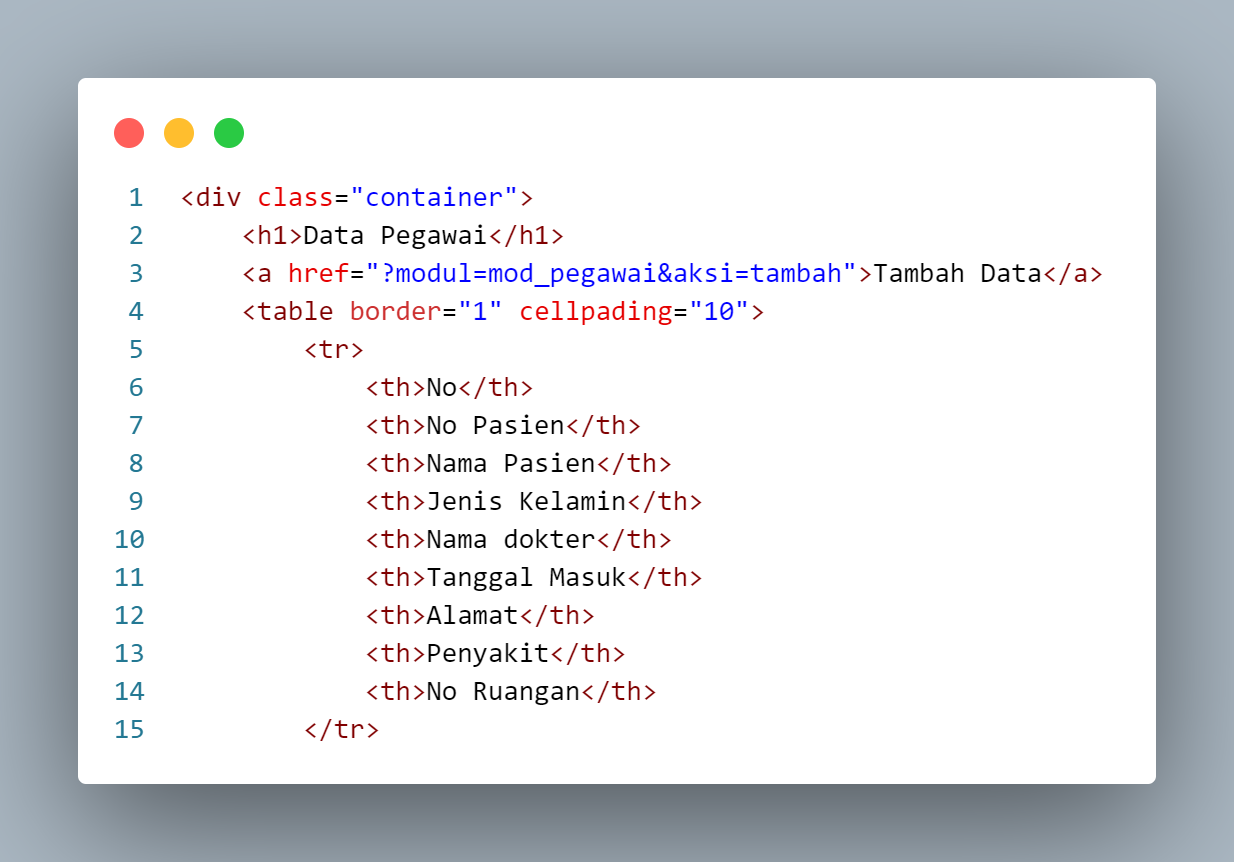 1 <div class="container">
2     <h1>Data Pegawai</h1>
3     <a href="?modul=mod_pegawai&aksi=tambah">Tambah Data</a>
4     <table border="1" cellpading="10">
5         <tr>
6             <th>No</th>
7             <th>No Pasien</th>
8             <th>Nama Pasien</th>
9             <th>Jenis Kelamin</th>
10             <th>Nama dokter</th>
11             <th>Tanggal Masuk</th>
12             <th>Alamat</th>
13             <th>Penyakit</th>
14             <th>No Ruangan</th>
15         </tr>